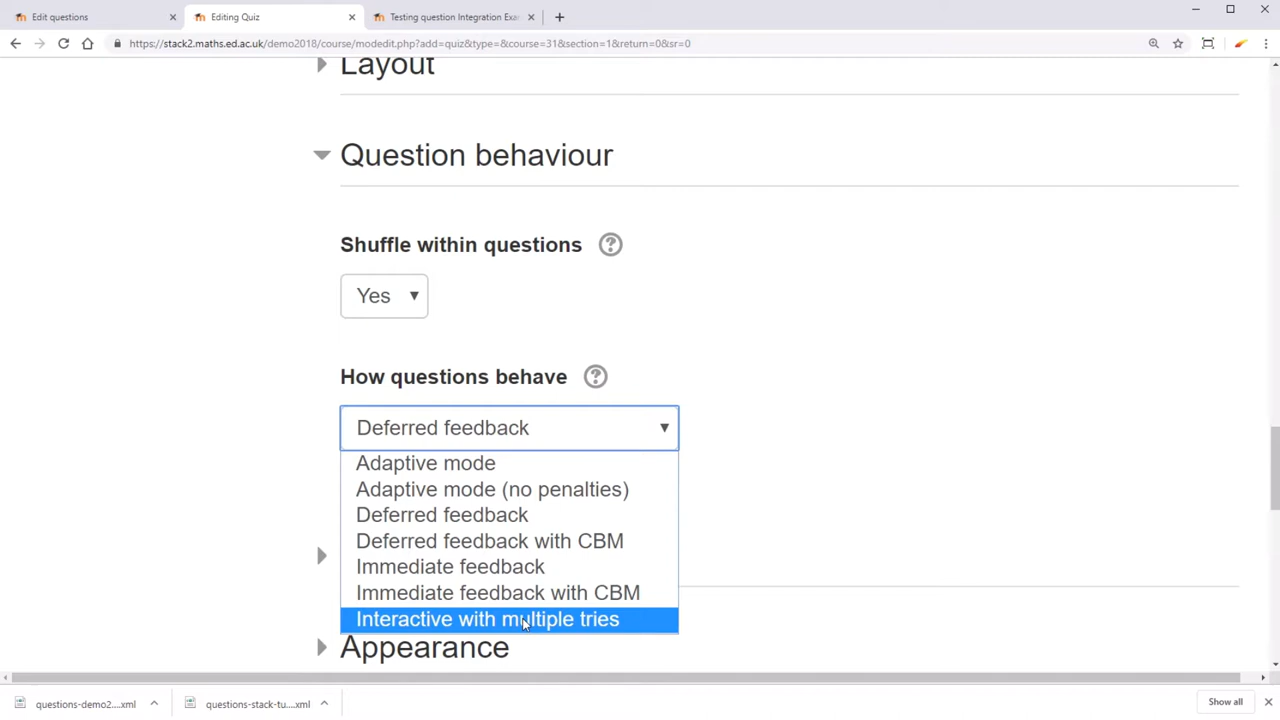 Edit questions
Editing Quiz
Testing question Integration Exa
https://stack2.maths.ed.ac.uk/demo2018/course/modedit.php?add=quiz&type=&course=31&section=1&return=0&sr=0
Layout
Question behaviour
Shuffle within questions
Yes
How questions behave
Deferred feedback
Adaptive mode
Adaptive mode (no penalties)
Deferred feedback
Deferred feedback with CBM
Immediate feedback
Immediate feedback with CBM
Interactive with multiple tries
Appearance
questions-demo2....xml
questions-stack-tu....xml
Show all